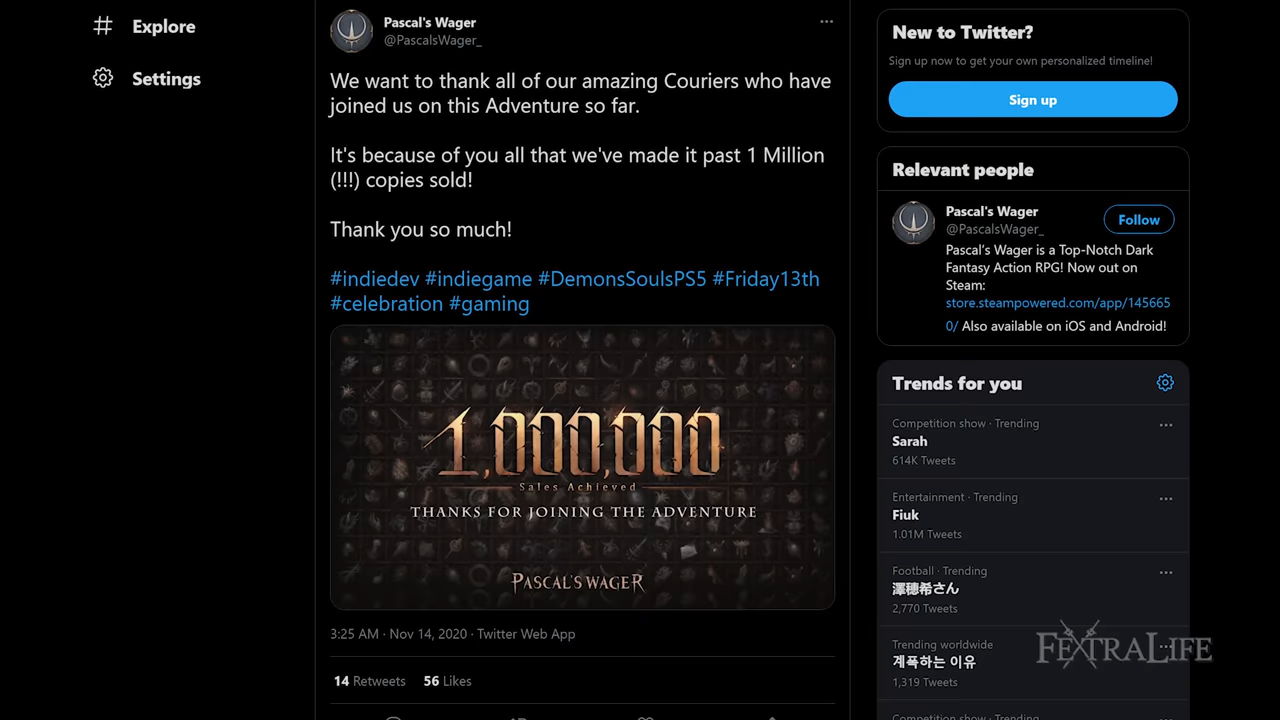 Explore
Settings
Pascal's Wager
@PascalsWager_
We want to thank all of our amazing Couriers who have
joined us on this Adventure so far.
It's because of you all that we've made it past 1 Million
(!!!) copies sold!
Thank you so much!
#indiedev #indiegame #DemonsSoulsPS5 #Friday13th
#celebration #gaming
1,000,000
Sales Achieved
THANKS FOR JOINING THE ADVENTURE
PASCAL'S WAGER
3:25 AM · Nov 14, 2020 · Twitter Web App
14 Retweets 56 Likes
New to Twitter?
Sign up now to get your own personalized timeline!
Sign up
Relevant people
Pascal's Wager
@PascalsWager_
Follow
Pascal's Wager is a Top-Notch Dark
Fantasy Action RPG! Now out on
Steam:
store.steampowered.com/app/145665
0/ Also available on iOS and Android!
Trends for you
Competition show · Trending
Sarah
614K Tweets
Entertainment · Trending
Fiuk
1.01M Tweets
Football · Trending
澤穂希さん
2,770 Tweets
Trending worldwide
계폭하는 이유
1,319 Tweets
Competition show · Trending
FEXTRALIFE